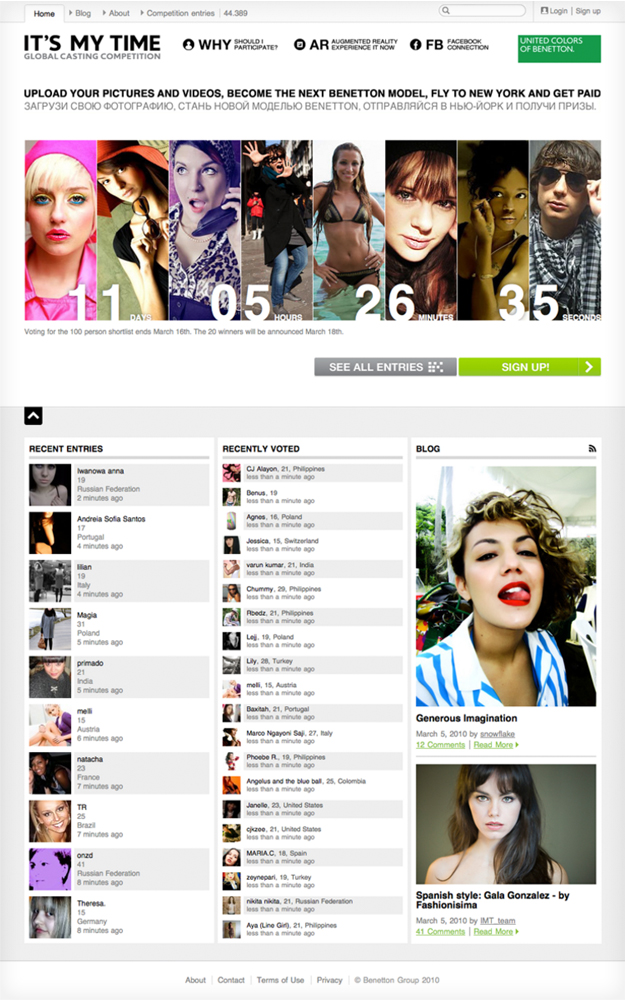 Home
Blog
About
Competition entries | 44.389
Login | Sign up
IT'S MY TIME
GLOBAL CASTING COMPETITION
WHY SHOULD I PARTICIPATE?
AR AUGMENTED REALITY EXPERIENCE IT NOW
FB FACEBOOK CONNECTION
UNITED COLORS
OF BENETTON.
UPLOAD YOUR PICTURES AND VIDEOS, BECOME THE NEXT BENETTON MODEL, FLY TO NEW YORK AND GET PAID
ЗАГРУЗИ СВОЮ ФОТОГРАФИЮ, СТАНЬ НОВОЙ МОДЕЛЬЮ BENETTON, ОТПРАВЛЯЙСЯ В НЬЮ-ЙОРК И ПОЛУЧИ ПРИЗЫ.
11 DAYS 05 HOURS 26 MINUTES 35 SECONDS
Voting for the 100 person shortlist ends March 16th. The 20 winners will be announced March 18th.
SEE ALL ENTRIES
SIGN UP!
RECENT ENTRIES
Iwanowa anna
19
Russian Federation
2 minutes ago
Andreia Sofia Santos
17
Portugal
4 minutes ago
lilian
19
Italy
4 minutes ago
Magia
31
Poland
5 minutes ago
primado
21
India
5 minutes ago
melli
15
Austria
6 minutes ago
natacha
23
France
7 minutes ago
TR
25
Brazil
7 minutes ago
onzd
41
Russian Federation
8 minutes ago
Theresa.
15
Germany
8 minutes ago
RECENTLY VOTED
CJ Alayon, 21, Philippines
less than a minute ago
Benus, 19
less than a minute ago
Agnes, 16, Poland
less than a minute ago
Jessica, 15, Switzerland
less than a minute ago
varun kumar, 21, India
less than a minute ago
Chummy, 29, Philippines
less than a minute ago
Rbedz, 21, Philippines
less than a minute ago
Lejj, 19, Poland
less than a minute ago
Lily, 28, Turkey
less than a minute ago
melli, 15, Austria
less than a minute ago
Baxitah, 21, Portugal
less than a minute ago
Marco Ngayoni Saji, 27, Italy
less than a minute ago
Phoebe R., 19, Philippines
less than a minute ago
Angelus and the blue ball, 25, Colombia
less than a minute ago
Janelle, 23, United States
less than a minute ago
cjkzee, 21, United States
less than a minute ago
MARIA.C, 18, Spain
less than a minute ago
zeynepari, 19, Turkey
less than a minute ago
nikita nikita, 21, Russian Federation
less than a minute ago
Aya (Line Girl), 21, Philippines
less than a minute ago
BLOG
Generous Imagination
March 5, 2010 by snowflake
12 Comments | Read More
Spanish style: Gala Gonzalez - by
Fashionisima
March 5, 2010 by IMT_team
41 Comments | Read More
About | Contact | Terms of Use | Privacy | © Benetton Group 2010